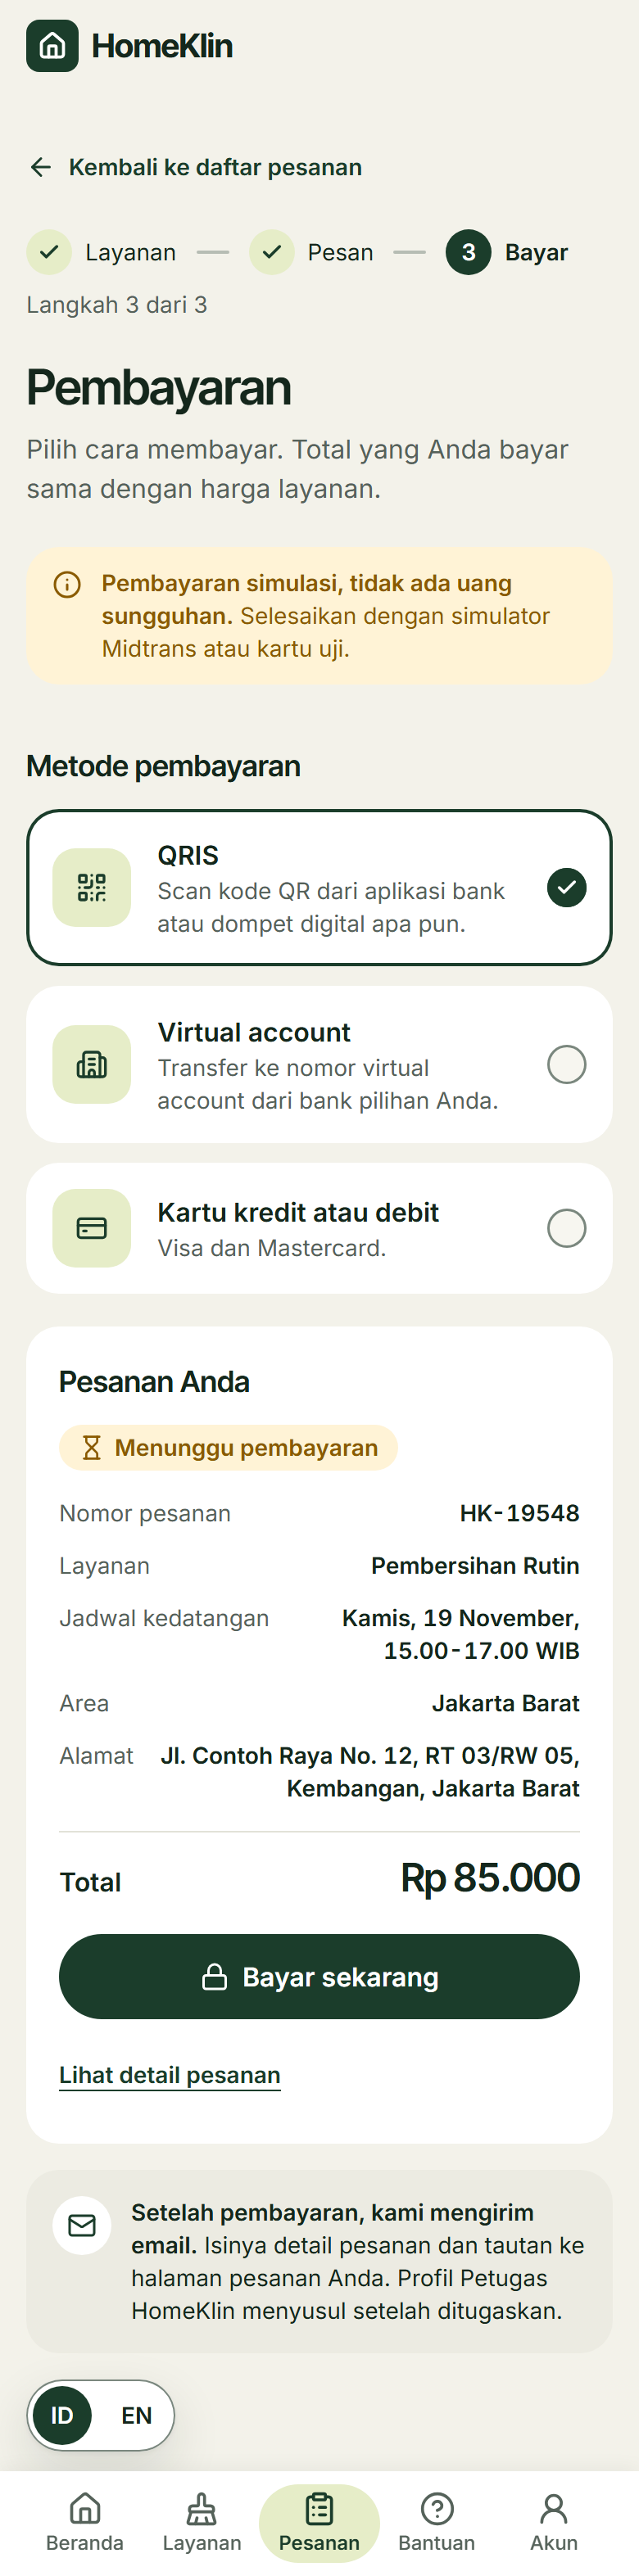 HomeKlin
Kembali ke daftar pesanan
Layanan — Pesan — 3 Bayar
Langkah 3 dari 3
Pembayaran
Pilih cara membayar. Total yang Anda bayar
sama dengan harga layanan.
Pembayaran simulasi, tidak ada uang
sungguhan. Selesaikan dengan simulator
Midtrans atau kartu uji.
Metode pembayaran
QRIS
Scan kode QR dari aplikasi bank
atau dompet digital apa pun.
Virtual account
Transfer ke nomor virtual
account dari bank pilihan Anda.
Kartu kredit atau debit
Visa dan Mastercard.
Pesanan Anda
Menunggu pembayaran
Nomor pesanan HK-19548
Layanan Pembersihan Rutin
Jadwal kedatangan Kamis, 19 November,
15.00-17.00 WIB
Area Jakarta Barat
Alamat Jl. Contoh Raya No. 12, RT 03/RW 05,
Kembangan, Jakarta Barat
Total Rp 85.000
Bayar sekarang
Lihat detail pesanan
Setelah pembayaran, kami mengirim
email. Isinya detail pesanan dan tautan ke
halaman pesanan Anda. Profil Petugas
HomeKlin menyusul setelah ditugaskan.
ID EN
Beranda Layanan Pesanan Bantuan Akun